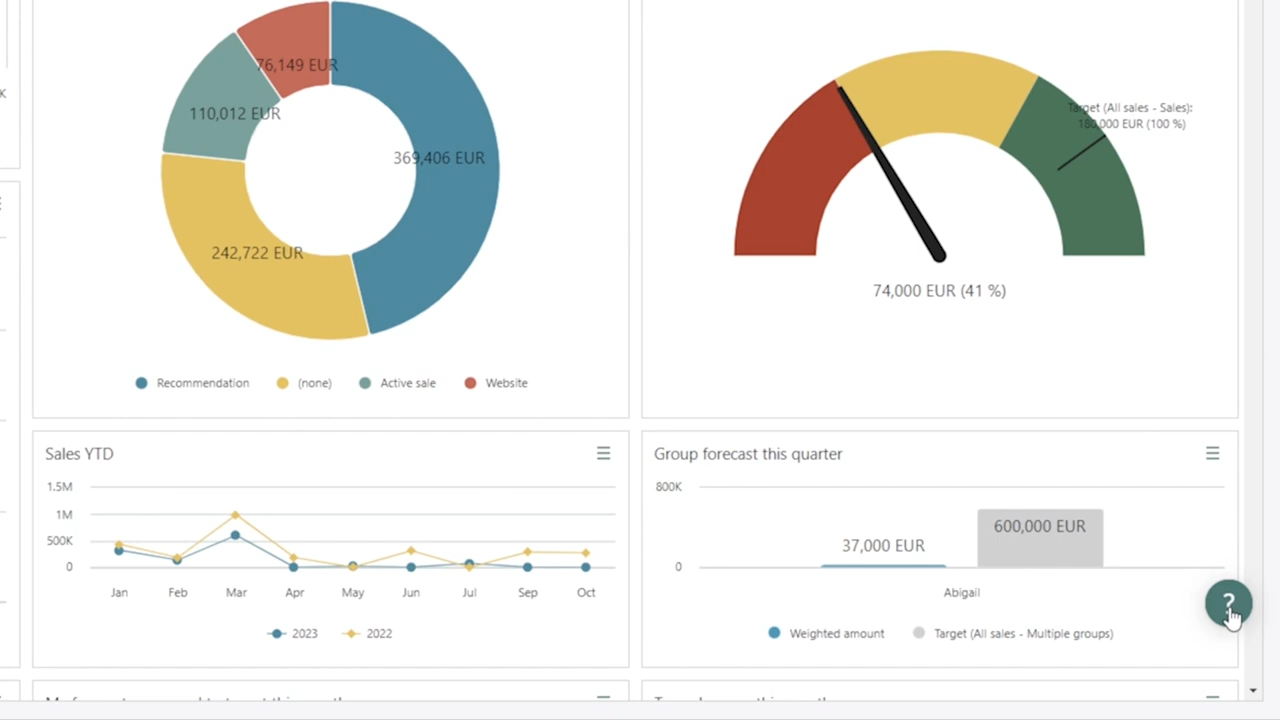 76,149 EUR
110,012 EUR
369,406 EUR
242,722 EUR
Recommendation
(none)
Active sale
Website
K
Target (All sales - Sales):
180,000 EUR (100 %)
74,000 EUR (41 %)
Sales YTD
1.5M
1M
500K
0
Jan Feb Mar Apr May Jun Jul Sep Oct
2023 2022
Group forecast this quarter
800K
600,000 EUR
37,000 EUR
0
Abigail
Weighted amount
Target (All sales - Multiple groups)
?